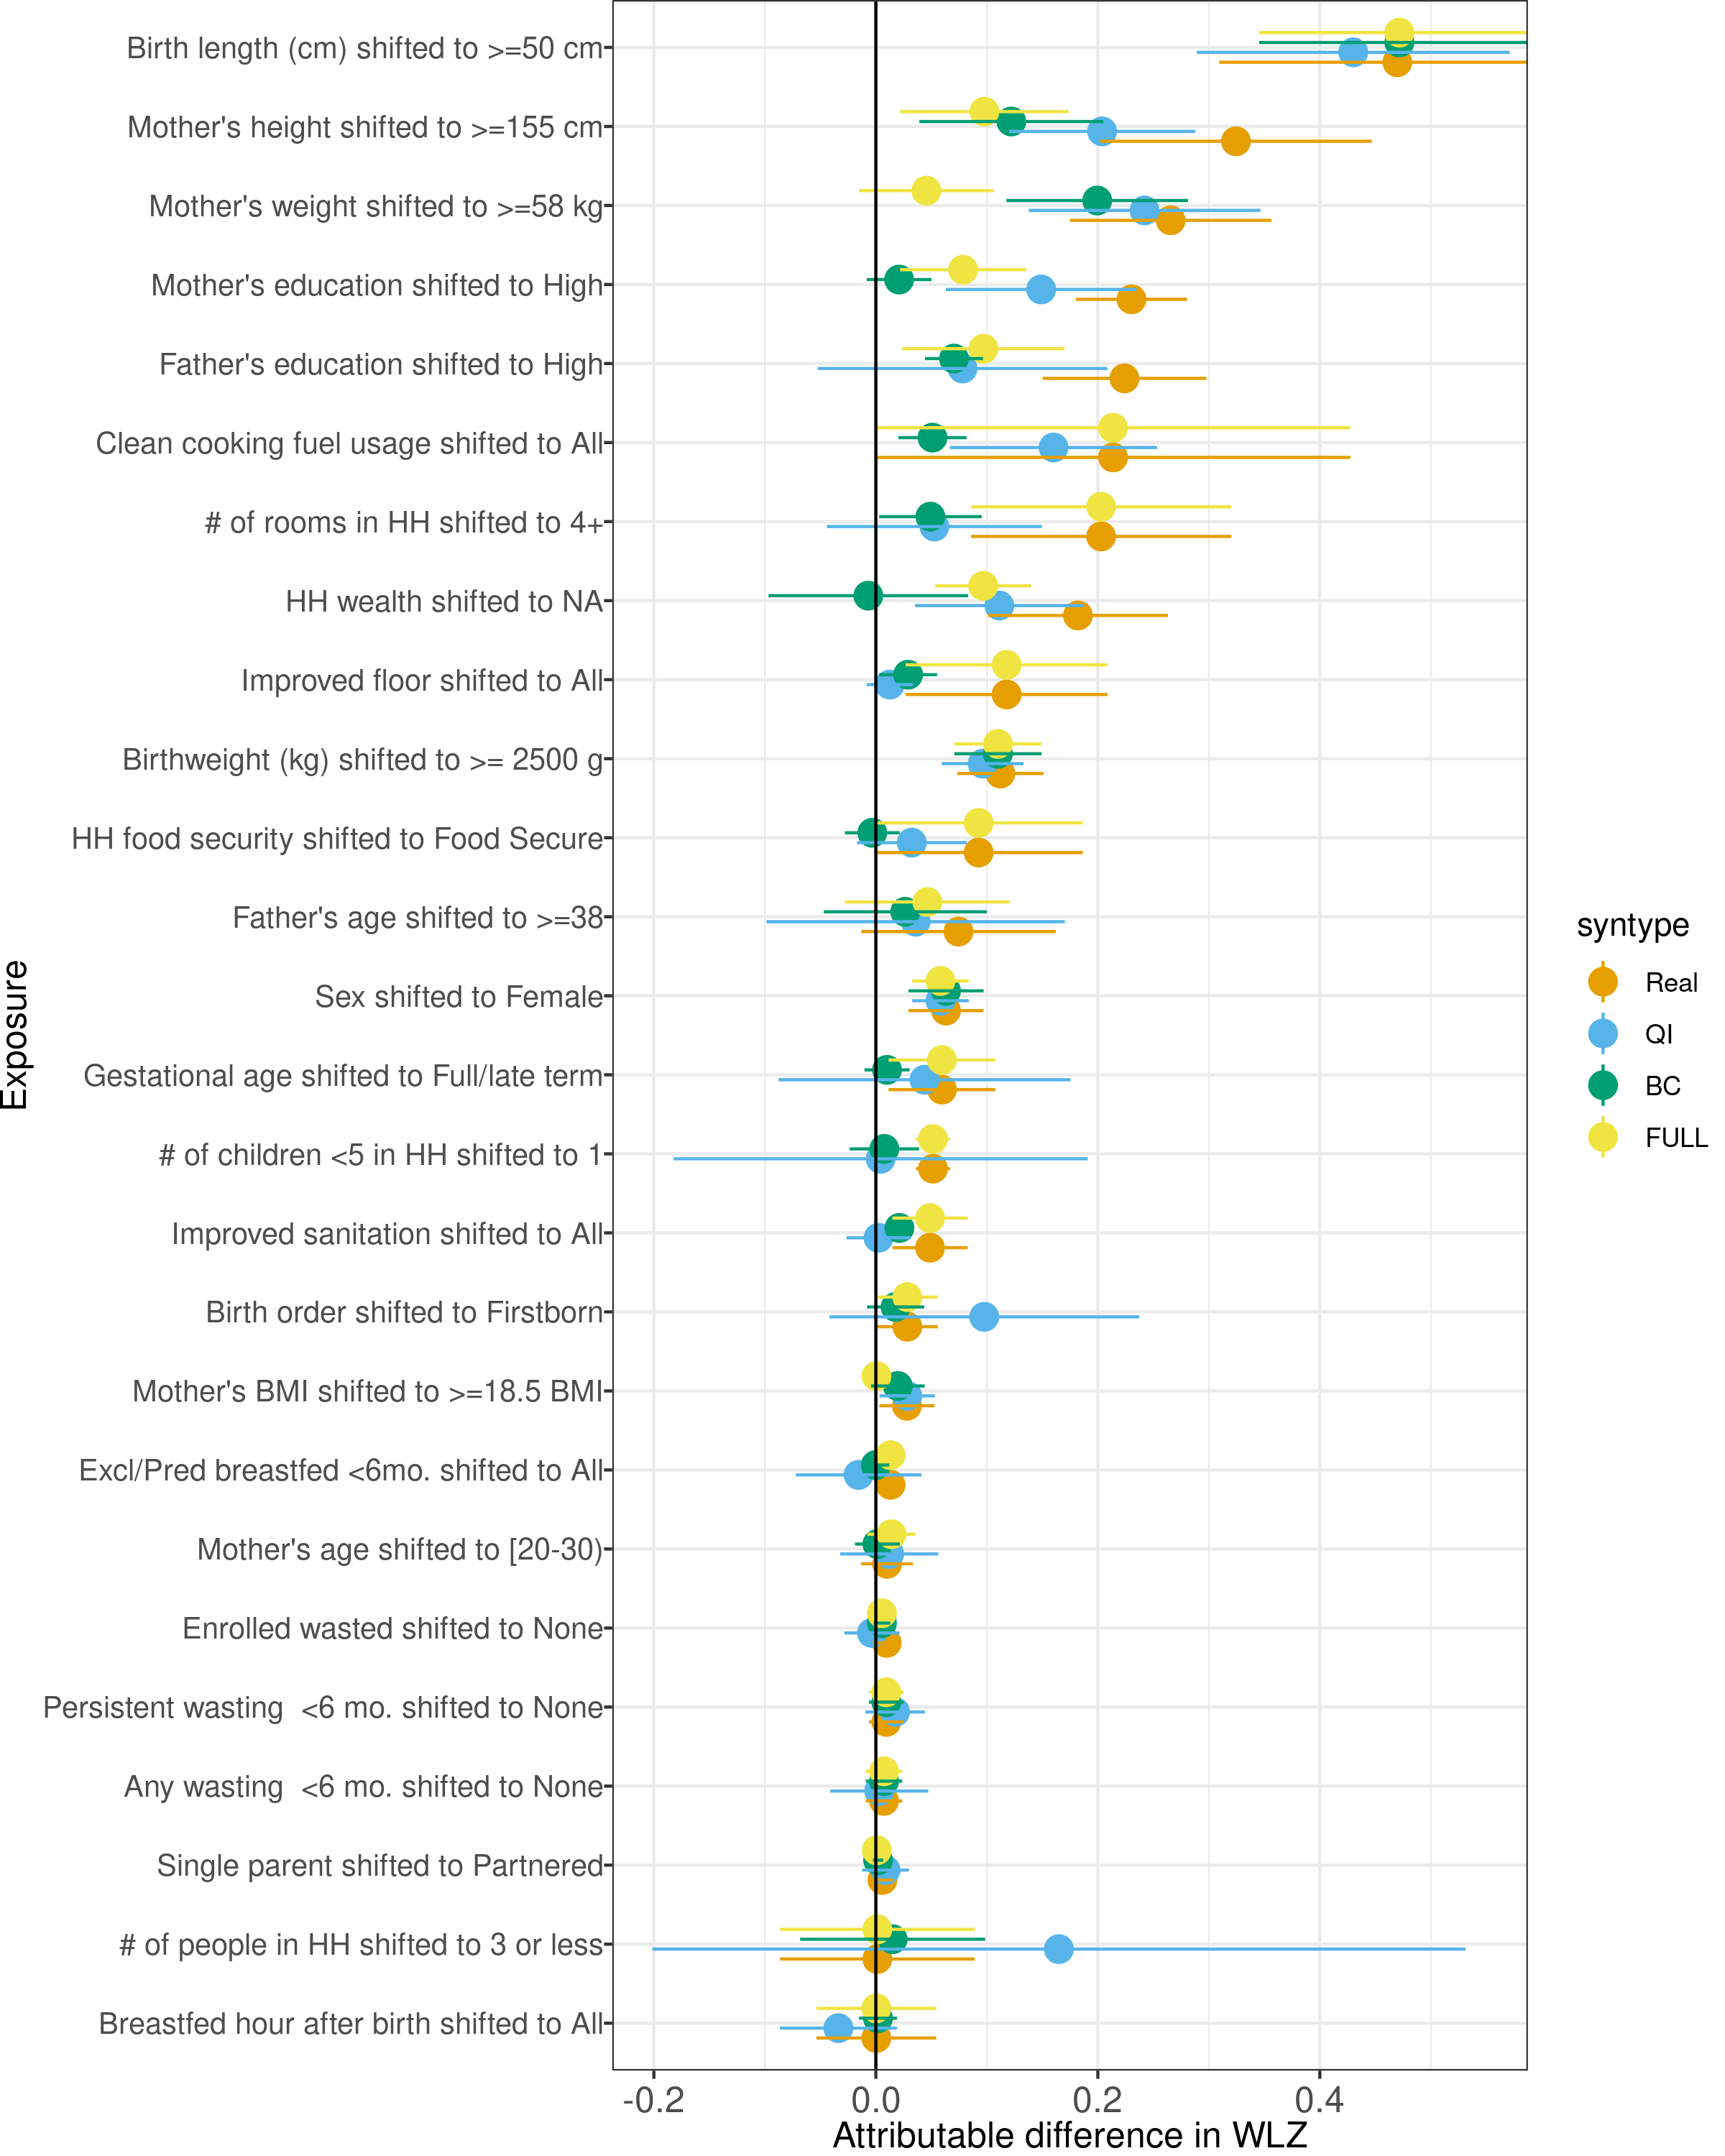 Birth length (cm) shifted to >=50 cm
Mother's height shifted to >=155 cm
Mother's weight shifted to >=58 kg
Mother's education shifted to High
Father's education shifted to High
Clean cooking fuel usage shifted to All
# of rooms in HH shifted to 4+
HH wealth shifted to NA
Improved floor shifted to All
Birthweight (kg) shifted to >= 2500 g
HH food security shifted to Food Secure
Father's age shifted to >=38
Sex shifted to Female
Gestational age shifted to Full/late term
# of children <5 in HH shifted to 1
Improved sanitation shifted to All
Birth order shifted to Firstborn
Mother's BMI shifted to >=18.5 BMI
Excl/Pred breastfed <6mo. shifted to All
Mother's age shifted to [20-30)
Enrolled wasted shifted to None
Persistent wasting  <6 mo. shifted to None
Any wasting  <6 mo. shifted to None
Single parent shifted to Partnered
# of people in HH shifted to 3 or less
Breastfed hour after birth shifted to All
Exposure
-0.2 0.0 0.2 0.4
Attributable difference in WLZ
syntype
Real
QI
BC
FULL